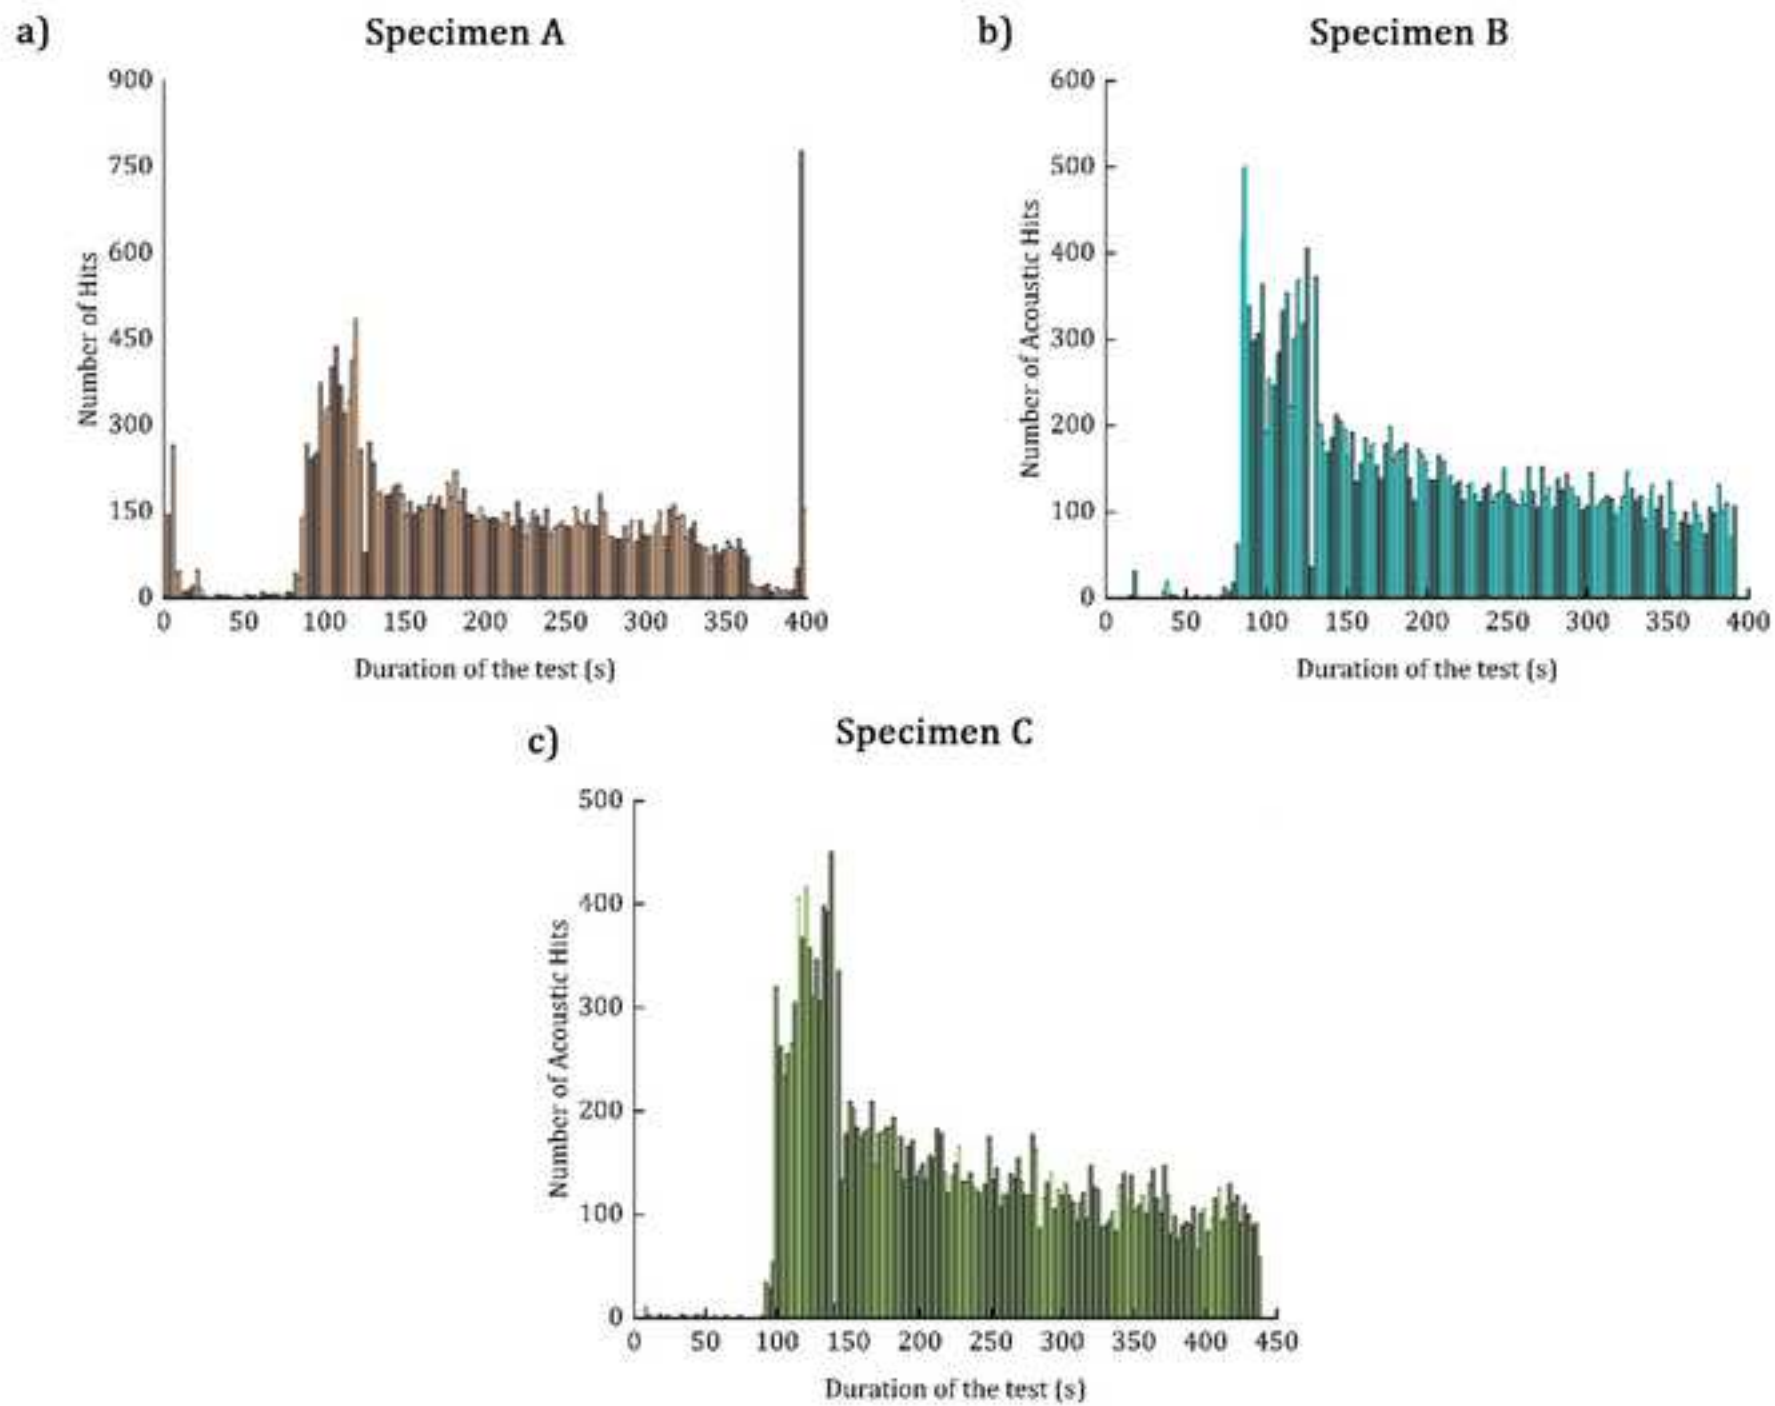 a)
Specimen A
Number of Hits
900
750
600
450
300
150
0
0 50 100 150 200 250 300 350 400
Duration of the test (s)
b)
Specimen B
Number of Acoustic Hits
600
500
400
300
200
100
0
0 50 100 150 200 250 300 350 400
Duration of the test (s)
c)
Specimen C
Number of Acoustic Hits
500
400
300
200
100
0
0 50 100 150 200 250 300 350 400 450
Duration of the test (s)